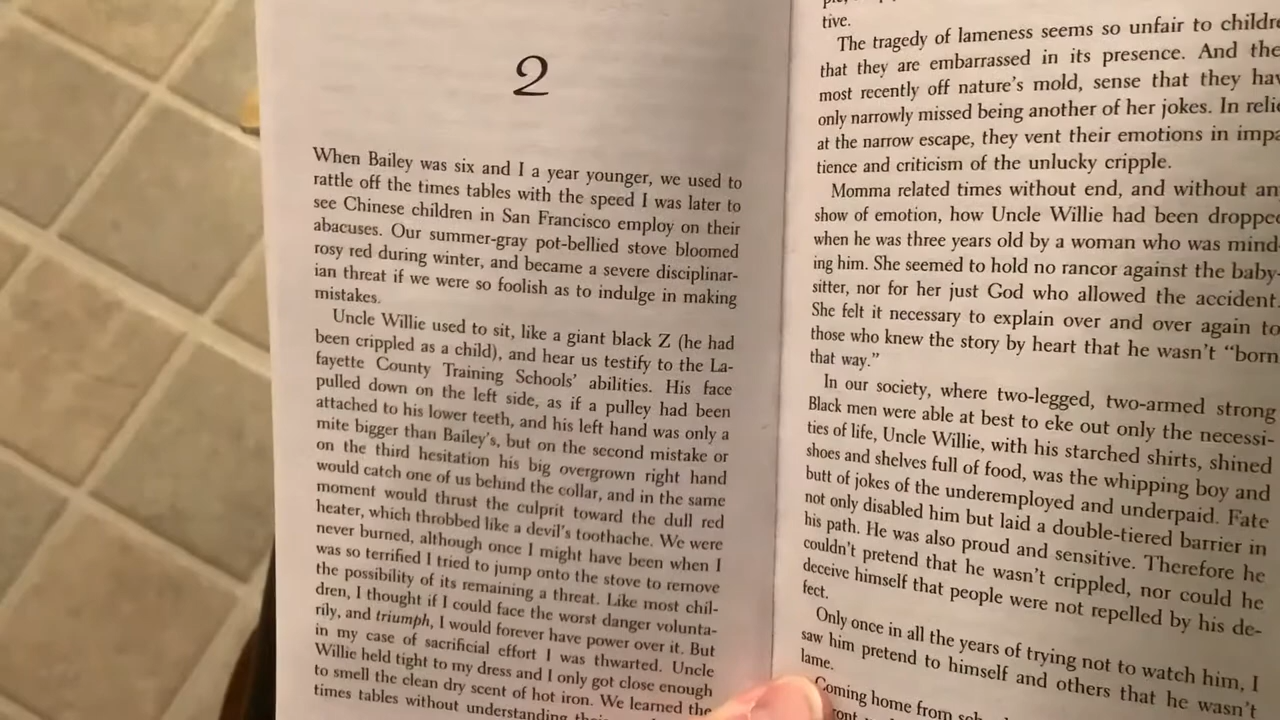 2
When Bailey was six and I a year younger, we used to
rattle off the times tables with the speed I was later to
see Chinese children in San Francisco employ on their
abacuses. Our summer-gray pot-bellied stove bloomed
rosy red during winter, and became a severe disciplinar-
ian threat if we were so foolish as to indulge in making
mistakes.
Uncle Willie used to sit, like a giant black Z (he had
been crippled as a child), and hear us testify to the La-
fayette County Training Schools' abilities. His face
pulled down on the left side, as if a pulley had been
attached to his lower teeth, and his left hand was only a
mite bigger than Bailey's, but on the second mistake or
on the third hesitation his big overgrown right hand
would catch one of us behind the collar, and in the same
moment would thrust the culprit toward the dull red
heater, which throbbed like a devil's toothache. We were
never burned, although once I might have been when I
was so terrified I tried to jump onto the stove to remove
the possibility of its remaining a threat. Like most chil-
dren, I thought if I could face the worst danger volunta-
rily, and triumph, I would forever have power over it. But
in my case of sacrificial effort I was thwarted. Uncle
Willie held tight to my dress and I only got close enough
to smell the clean dry scent of hot iron. We learned the
times tables without understanding
tive.
The tragedy of lameness seems so unfair to childre
that they are embarrassed in its presence. And the
most recently off nature's mold, sense that they hav
only narrowly missed being another of her jokes. In relie
at the narrow escape, they vent their emotions in impa
tience and criticism of the unlucky cripple.
Momma related times without end, and without an
show of emotion, how Uncle Willie had been droppe
when he was three years old by a woman who was mind-
ing him. She seemed to hold no rancor against the baby-
sitter, nor for her just God who allowed the accident.
She felt it necessary to explain over and over again to
those who knew the story by heart that he wasn't "born
that way."
In our society, where two-legged, two-armed strong
Black men were able at best to eke out only the necessi-
ties of life, Uncle Willie, with his starched shirts, shined
shoes and shelves full of food, was the whipping boy and
butt of jokes of the underemployed and underpaid. Fate
not only disabled him but laid a double-tiered barrier in
his path. He was also proud and sensitive. Therefore he
couldn't pretend that he wasn't crippled, nor could he
deceive himself that people were not repelled by his de-
fect.
Only once in all the years of trying not to watch him, I
saw him pretend to himself and others that he wasn't
lame.
Coming home from